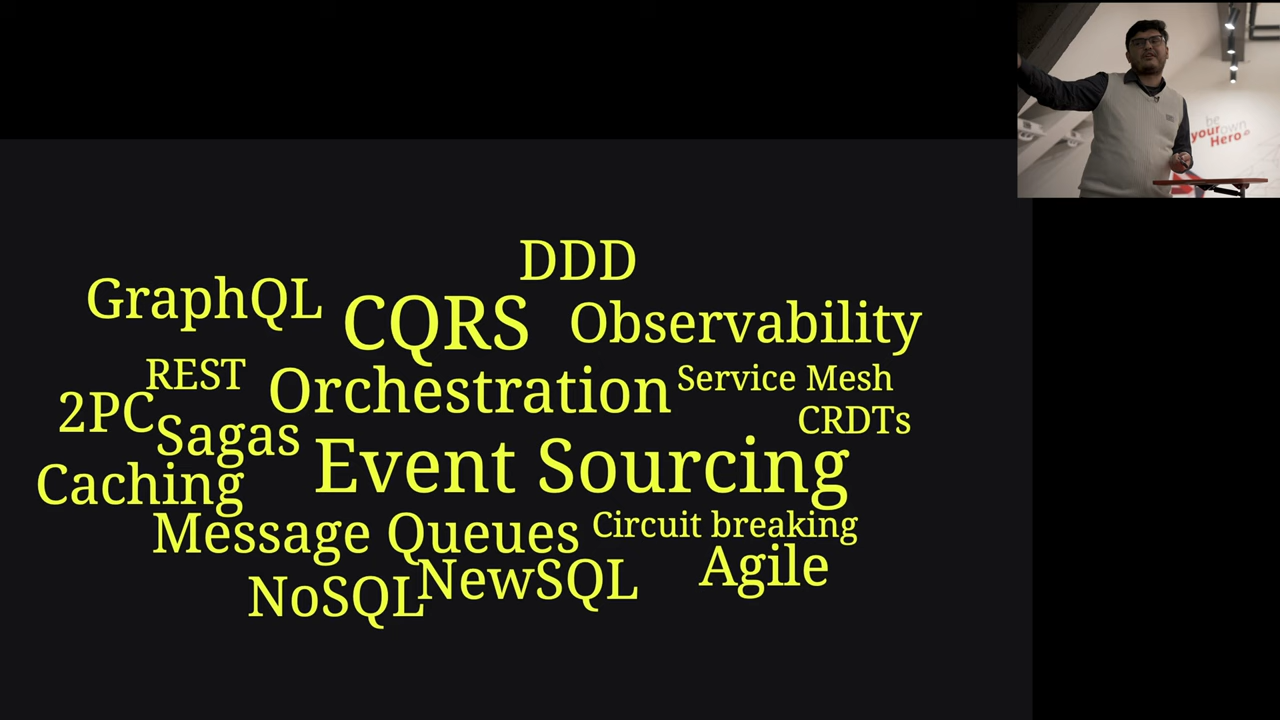 DDD
GraphQL
CQRS
Observability
REST
Orchestration
Service Mesh
2PC
CRDTs
Sagas
Event Sourcing
Caching
Message Queues
Circuit breaking
Agile
NoSQL
NewSQL
be
your own
Hero